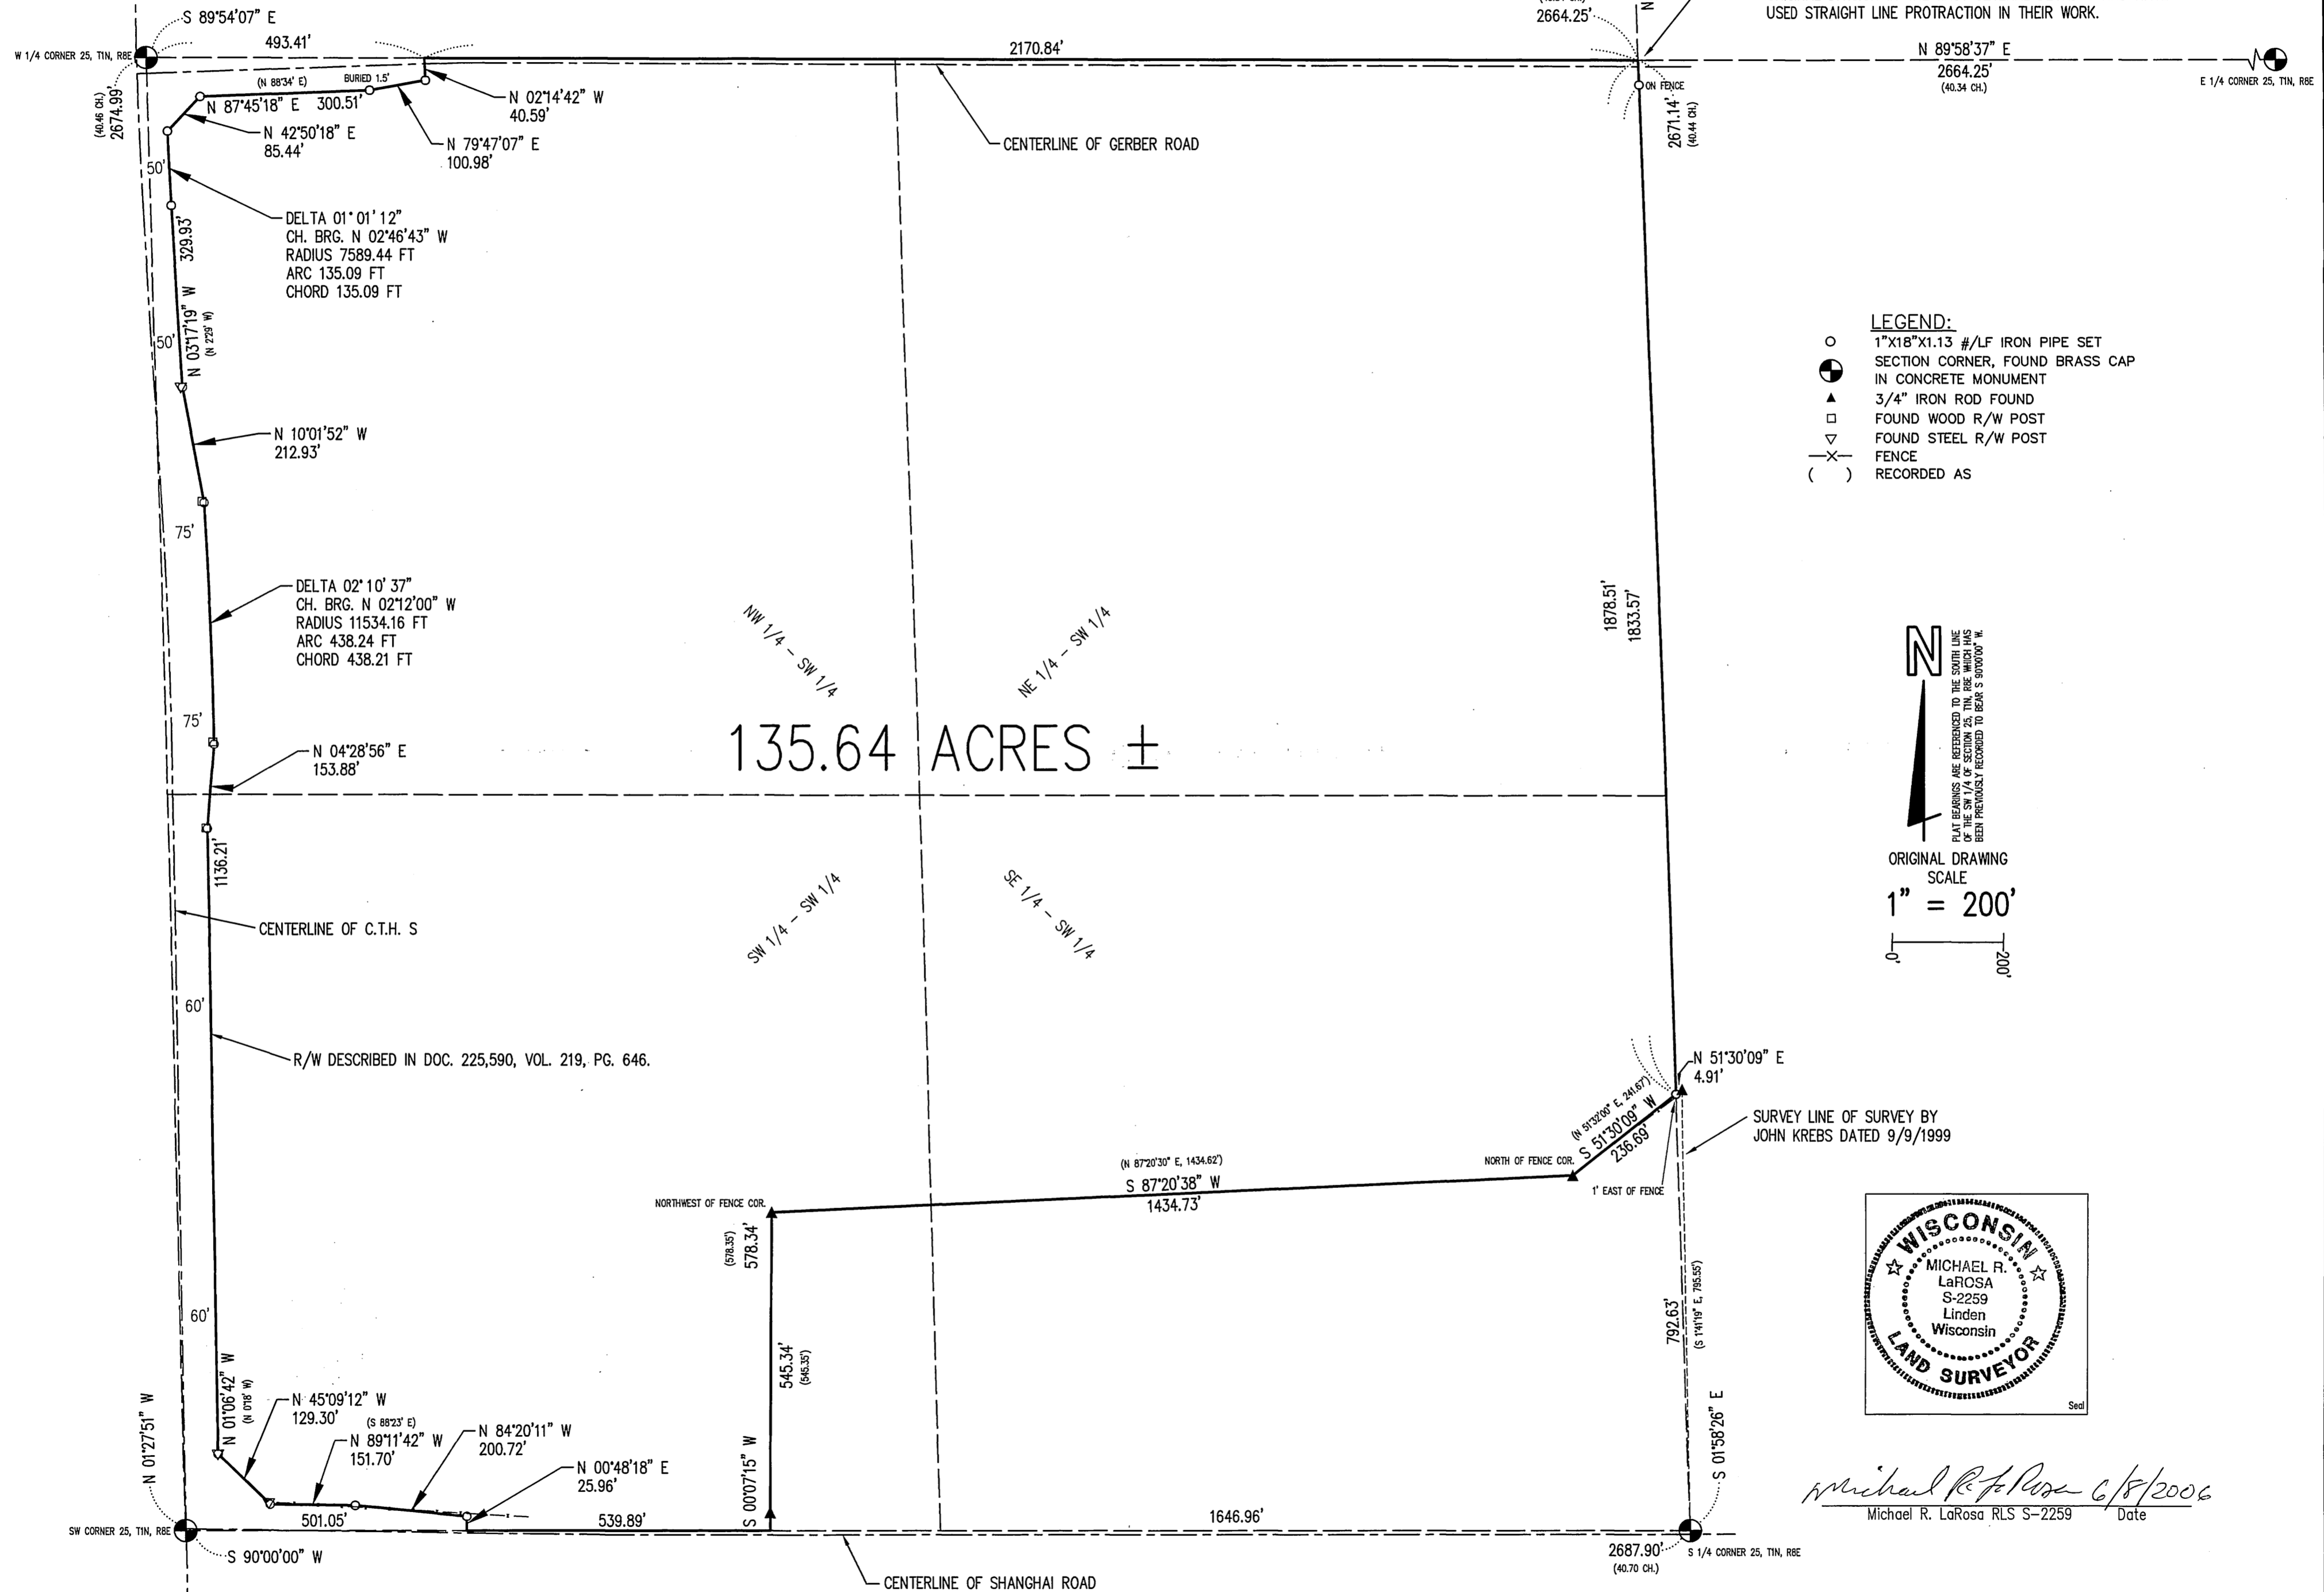 S 89°54'07" E
493.41'
W 1/4 CORNER 25, T1N, R8E
2170.84'
2664.25'
N
USED STRAIGHT LINE PROTRACTION IN THEIR WORK.
N 89°58'37" E
2664.25'
(40.34 CH.)
E 1/4 CORNER 25, T1N, R8E
(40.46 CH.)
2674.99'
(N 88°34' E)
BURIED 1.5'
N 87°45'18" E 300.51'
N 02°14'42" W
40.59'
N 42°50'18" E
85.44'
N 79°47'07" E
100.98'
CENTERLINE OF GERBER ROAD
ON FENCE
2671.14'
(40.44 CH.)
50'
DELTA 01°01'12"
CH. BRG. N 02°46'43" W
RADIUS 7589.44 FT
ARC 135.09 FT
CHORD 135.09 FT
329.93'
N 03°17'19" W
(N 2°29' W)
50'
N 10°01'52" W
212.93'
75'
DELTA 02°10'37"
CH. BRG. N 02°12'00" W
RADIUS 11534.16 FT
ARC 438.24 FT
CHORD 438.21 FT
75'
N 04°28'56" E
153.88'
LEGEND:
1"X18"X1.13 #/LF IRON PIPE SET
SECTION CORNER, FOUND BRASS CAP
IN CONCRETE MONUMENT
3/4" IRON ROD FOUND
FOUND WOOD R/W POST
FOUND STEEL R/W POST
FENCE
( ) RECORDED AS
1878.51'
1833.57'
NW 1/4 - SW 1/4
NE 1/4 - SW 1/4
135.64 ACRES ±
SW 1/4 - SW 1/4
SE 1/4 - SW 1/4
N
PLAT BEARINGS ARE REFERENCED TO THE SOUTH LINE
OF THE SW 1/4 OF SECTION 25, T1N, R8E WHICH HAS
BEEN PREVIOUSLY RECORDED TO BEAR S 90°00'00" W.
ORIGINAL DRAWING
SCALE
1" = 200'
0'
200'
1136.21'
CENTERLINE OF C.T.H. S
60'
R/W DESCRIBED IN DOC. 225,590, VOL. 219, PG. 646.
N 51°30'09" E
4.91'
SURVEY LINE OF SURVEY BY
JOHN KREBS DATED 9/9/1999
(N 51°32'00" E, 241.67')
S 51°30'09" W
236.69'
NORTH OF FENCE COR.
1' EAST OF FENCE
(N 87°20'30" E, 1434.62')
S 87°20'38" W
1434.73'
NORTHWEST OF FENCE COR.
(578.35')
578.34'
545.34'
(545.35')
S 00°07'15" W
792.63'
(S 1°41'19" E, 795.55')
S 01°58'26" E
60'
N 01°27'51" W
N 01°06'42" W
(N 0°18' W)
N 45°09'12" W
129.30'
(S 88°23' E)
N 89°11'42" W
151.70'
N 84°20'11" W
200.72'
N 00°48'18" E
25.96'
501.05'
539.89'
1646.96'
SW CORNER 25, T1N, R8E
S 90°00'00" W
2687.90'
(40.70 CH.)
S 1/4 CORNER 25, T1N, R8E
CENTERLINE OF SHANGHAI ROAD
WISCONSIN
MICHAEL R.
LaROSA
S-2259
Linden
Wisconsin
LAND SURVEYOR
Seal
Michael R. LaRosa 6/8/2006
Michael R. LaRosa RLS S-2259 Date